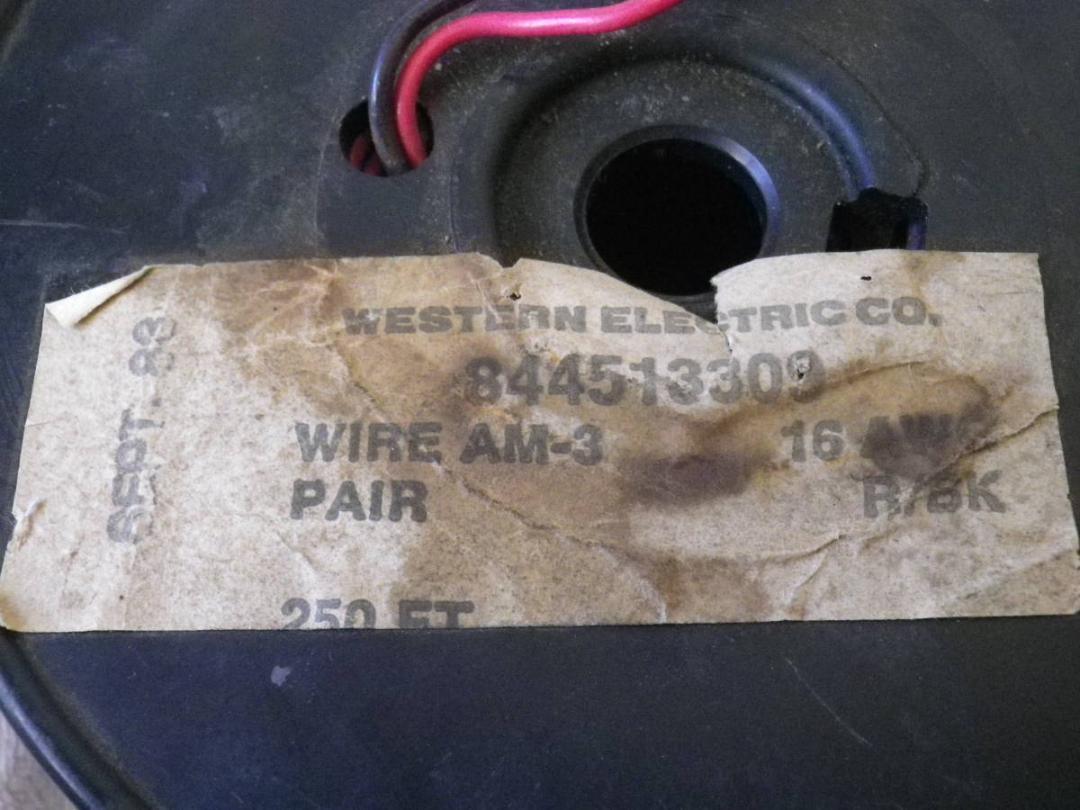 WESTERN ELECTRIC CO.
844513309
WIRE AM-3 16 AWG
PAIR R/BK
250 FT
SEPT. 83